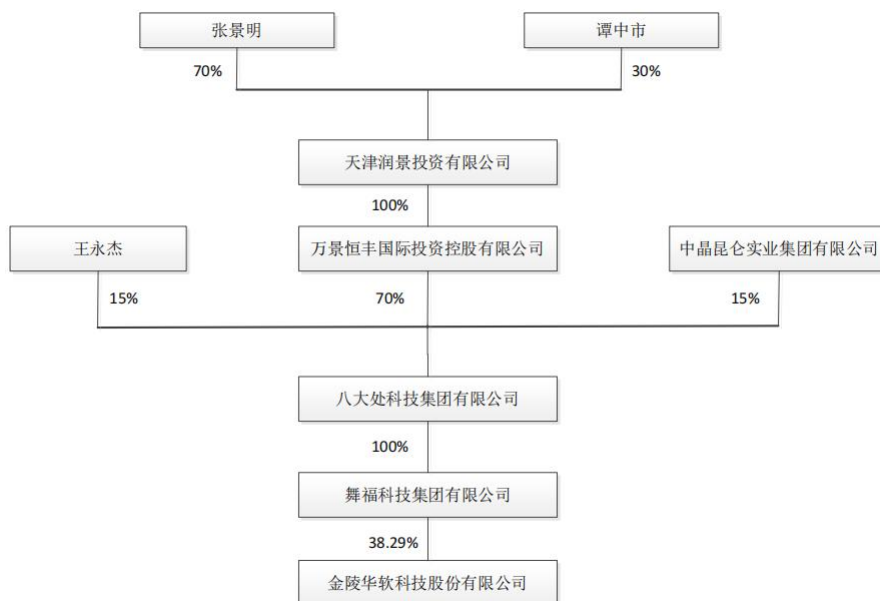 张景明
谭中市
70%
30%
天津润景投资有限公司
100%
王永杰
万景恒丰国际投资控股有限公司
中晶昆仑实业集团有限公司
15%
70%
15%
八大处科技集团有限公司
100%
舞福科技集团有限公司
38.29%
金陵华软科技股份有限公司